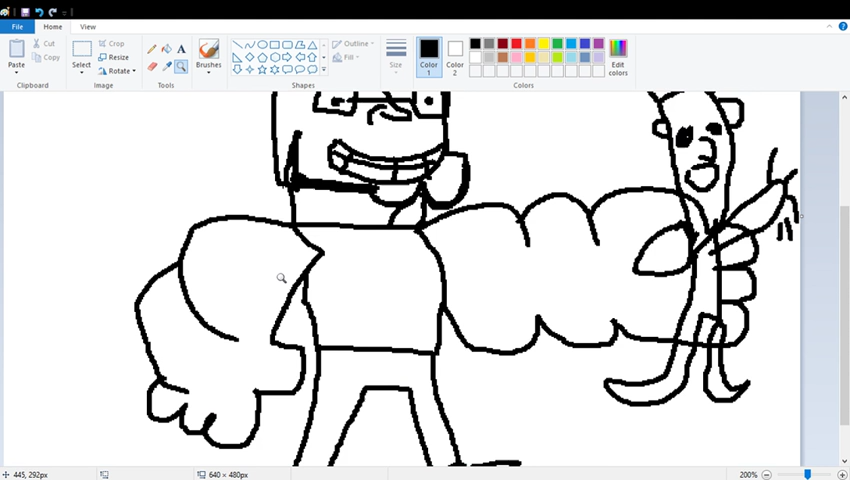 File Home View
Paste Cut Copy Select Crop Resize Rotate A Brushes Outline Fill Size Color 1 Color 2 Edit colors
Clipboard Image Tools Shapes Colors
445, 292px 640 × 480px 200%